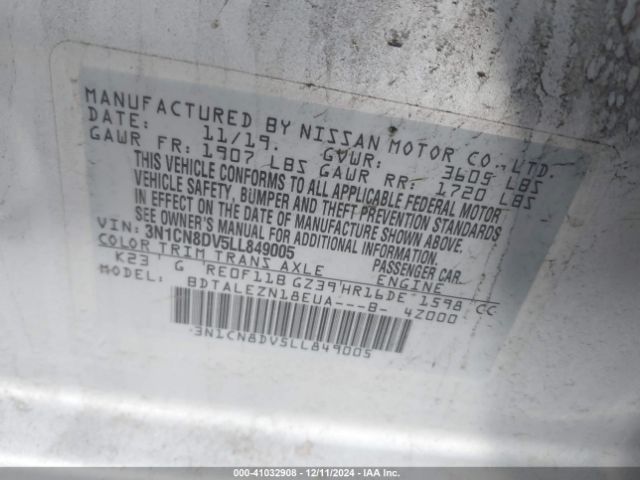 MANUFACTURED BY NISSAN MOTOR CO., LTD.
DATE: 11/19. GVWR: 3605 LBS
GAWR FR: 1907 LBS GAWR RR: 1720 LBS
THIS VEHICLE CONFORMS TO ALL APPLICABLE FEDERAL MOTOR
VEHICLE SAFETY, BUMPER AND THEFT PREVENTION STANDARDS
IN EFFECT ON THE DATE OF MANUFACTURE SHOWN ABOVE.
SEE OWNER'S MANUAL FOR ADDITIONAL INFORMATION.
VIN: 3N1CN8DV5LL849005 PASSENGER CAR
COLOR TRIM TRANS AXLE ENGINE
K23 G RE0F11B GZ39 HR16DE 1598 CC
MODEL: BDTALEZN18EUA---B- 4Z000
3N1CN8DV5LL849005
000-41032908 - 12/11/2024 - IAA Inc.